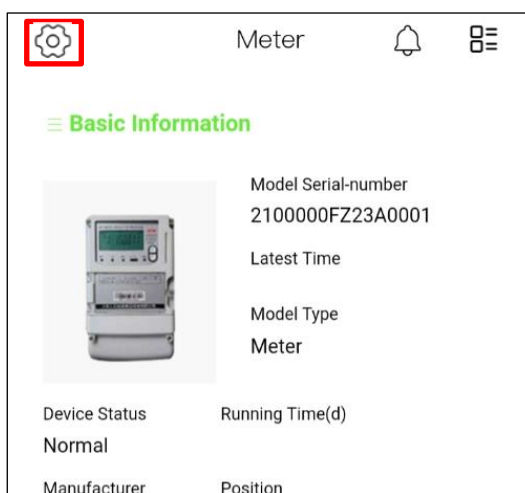 Meter
Basic Information
Model Serial-number
2100000FZ23A0001
Latest Time
Model Type
Meter
Device Status Running Time(d)
Normal
Manufacturer Position